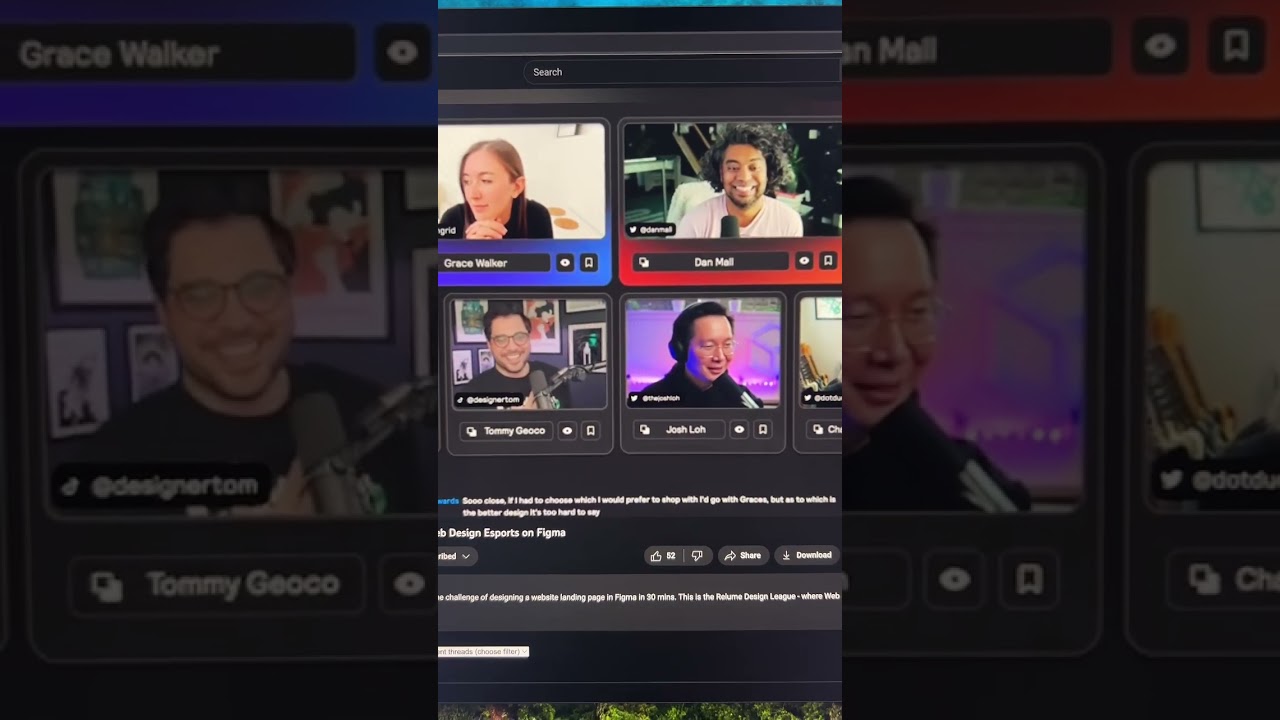 Grace Walker
an Mall
Search
ngrid
@danmall
Grace Walker
Dan Mall
@designertom
@thejoshloh
@dotdu
Tommy Geoco
Josh Loh
Cha
@designertom
@dotdu
Tommy Geoco
Ch
wards Sooo close, if I had to choose which I would prefer to shop with I'd go with Graces, but as to which is
the better design it's too hard to say
eb Design Esports on Figma
ribed
52
Share
Download
e challenge of designing a website landing page in Figma in 30 mins. This is the Relume Design League - where Web
ent threads (choose filter)